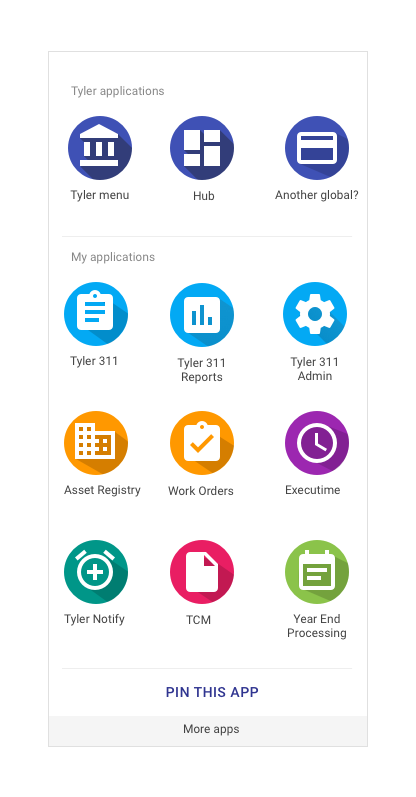 Tyler applications
Tyler menu
Hub
Another global?
My applications
Tyler 311
Tyler 311
Reports
Tyler 311
Admin
Asset Registry
Work Orders
Executime
Tyler Notify
TCM
Year End
Processing
PIN THIS APP
More apps